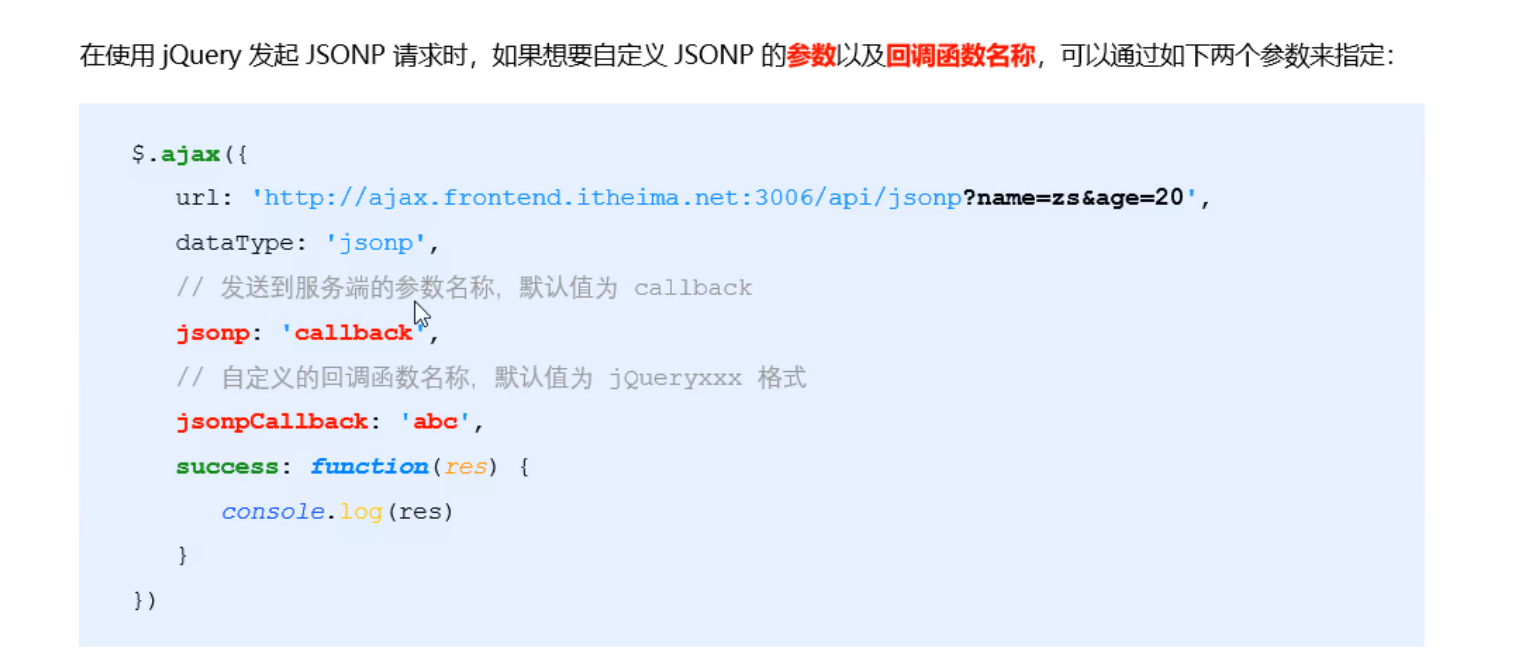 在使用 jQuery 发起 JSONP 请求时，如果想要自定义 JSONP 的参数以及回调函数名称，可以通过如下两个参数来指定：
$.ajax({
url: 'http://ajax.frontend.itheima.net:3006/api/jsonp?name=zs&age=20',
dataType: 'jsonp',
// 发送到服务端的参数名称，默认值为 callback
jsonp: 'callback',
// 自定义的回调函数名称，默认值为 jQueryxxx 格式
jsonpCallback: 'abc',
success: function(res) {
console.log(res)
}
})